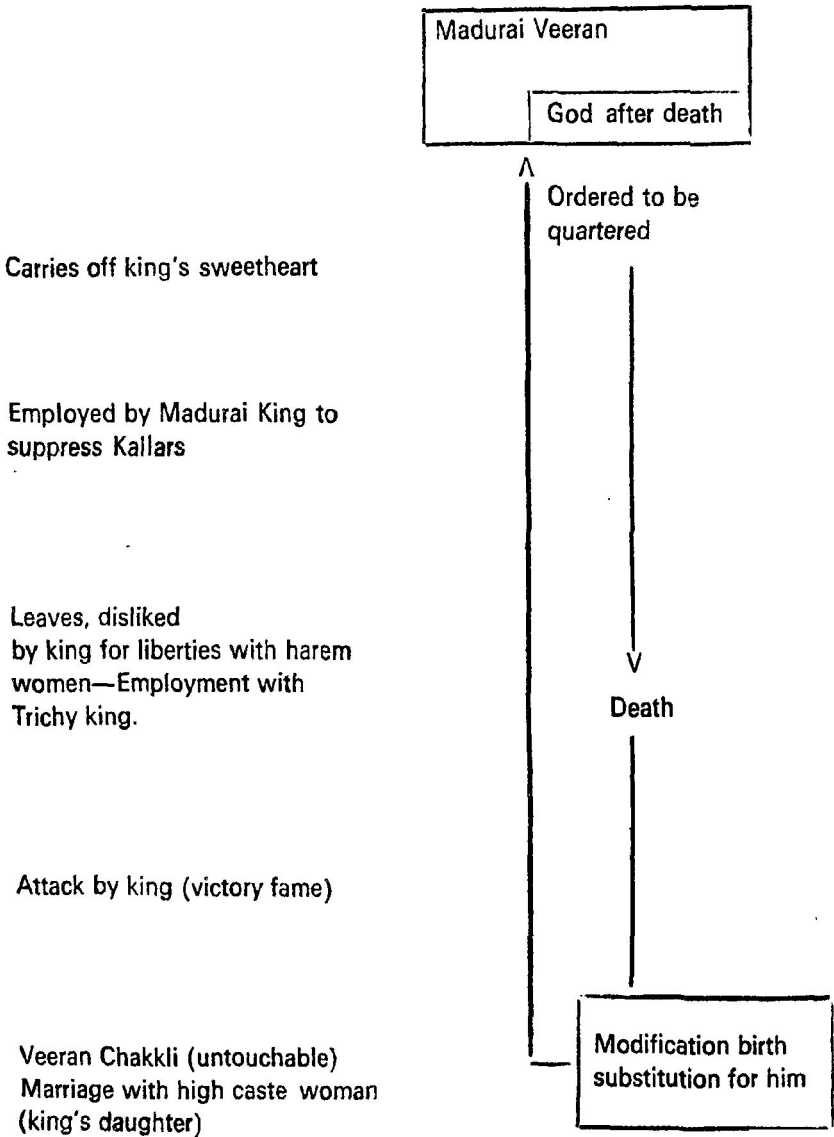 Madurai Veeran
God after death
Ordered to be
quartered
Carries off king's sweetheart
Employed by Madurai King to
suppress Kallars
Leaves, disliked
by king for liberties with harem
women—Employment with
Trichy king.
Death
Attack by king (victory fame)
Veeran Chakkli (untouchable)
Marriage with high caste woman
(king's daughter)
Modification birth
substitution for him